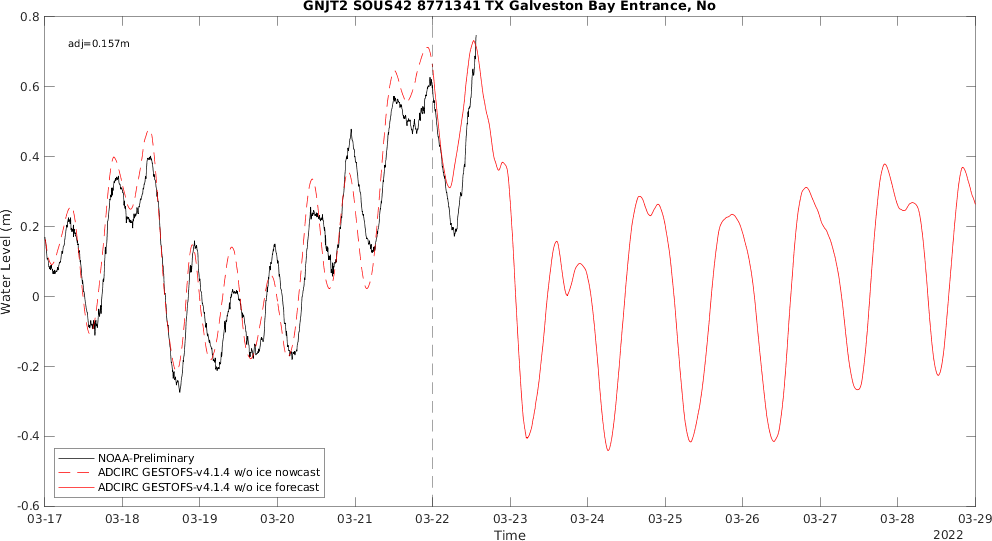 GNJT2 SOUS42 8771341 TX Galveston Bay Entrance, No
adj=0.157m
Water Level (m)
0.8
0.6
0.4
0.2
0
-0.2
-0.4
-0.6
NOAA-Preliminary
ADCIRC GESTOFS-v4.1.4 w/o ice nowcast
ADCIRC GESTOFS-v4.1.4 w/o ice forecast
03-17 03-18 03-19 03-20 03-21 03-22 03-23 03-24 03-25 03-26 03-27 03-28 03-29
Time
2022